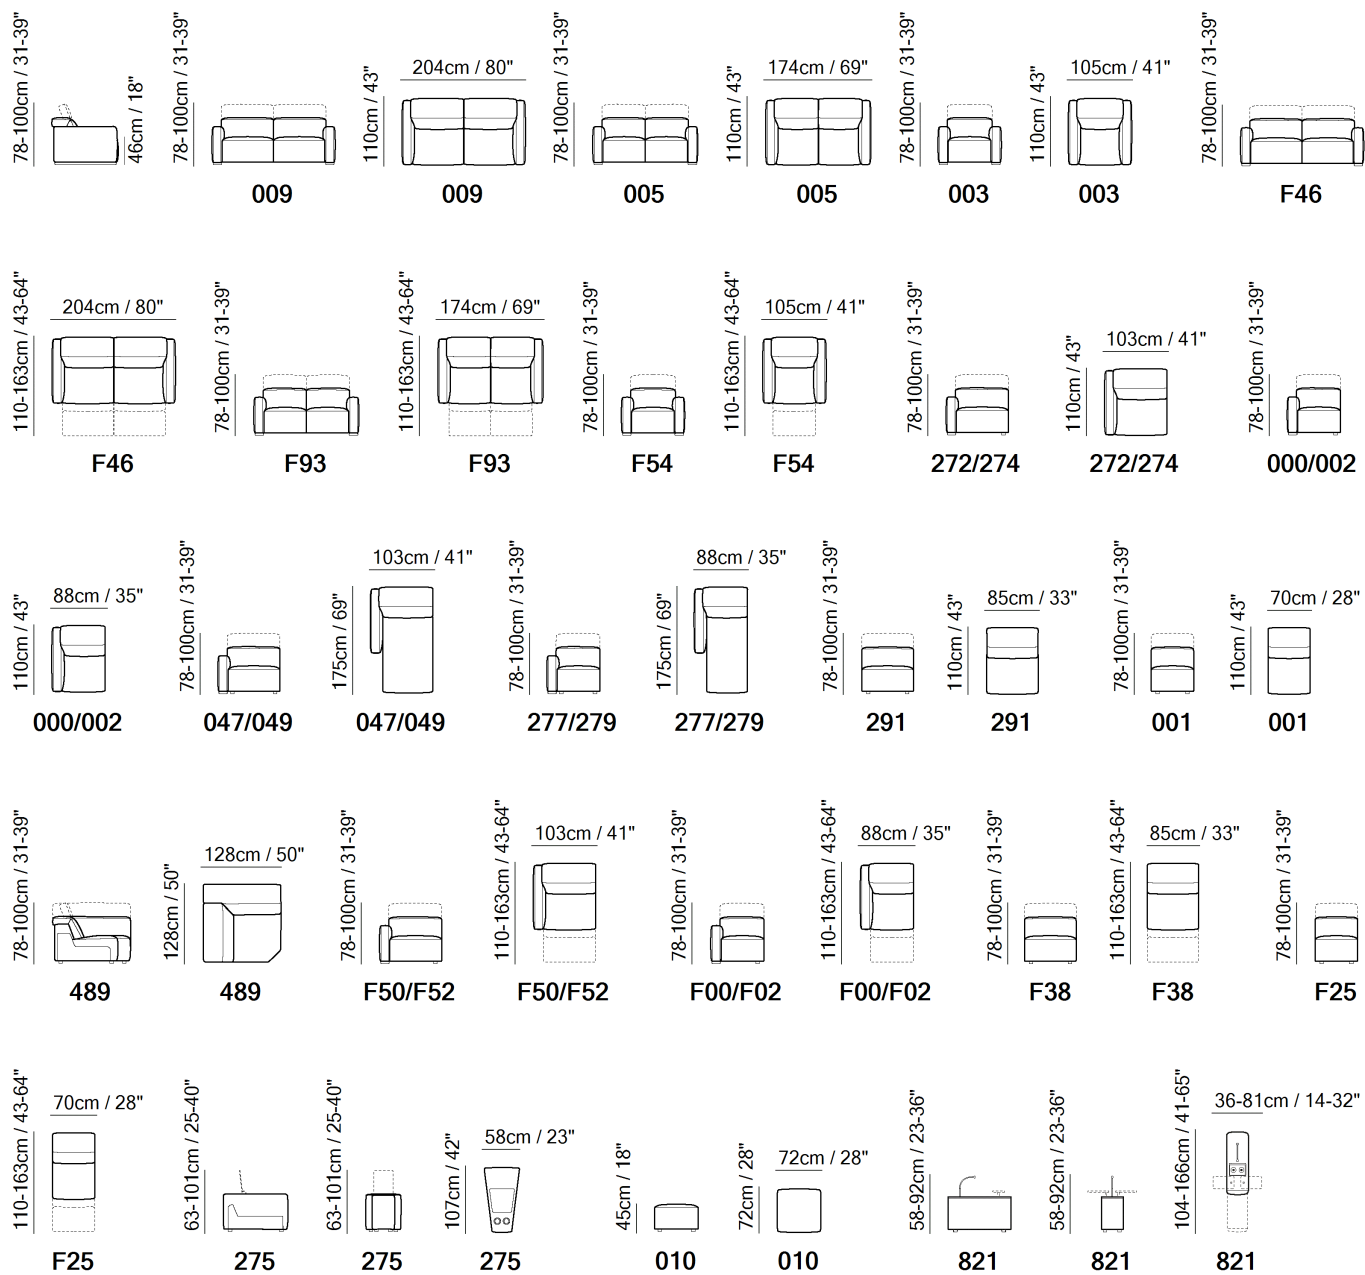 78-100cm / 31-39"
46cm / 18"
78-100cm / 31-39"
009
110cm / 43"
204cm / 80"
009
78-100cm / 31-39"
005
110cm / 43"
174cm / 69"
005
78-100cm / 31-39"
003
110cm / 43"
105cm / 41"
003
78-100cm / 31-39"
F46
110-163cm / 43-64"
204cm / 80"
F46
78-100cm / 31-39"
F93
110-163cm / 43-64"
174cm / 69"
F93
78-100cm / 31-39"
F54
110-163cm / 43-64"
105cm / 41"
F54
78-100cm / 31-39"
272/274
110cm / 43"
103cm / 41"
272/274
78-100cm / 31-39"
000/002
110cm / 43"
88cm / 35"
000/002
78-100cm / 31-39"
047/049
175cm / 69"
103cm / 41"
047/049
78-100cm / 31-39"
277/279
175cm / 69"
88cm / 35"
277/279
78-100cm / 31-39"
291
110cm / 43"
85cm / 33"
291
78-100cm / 31-39"
001
110cm / 43"
70cm / 28"
001
78-100cm / 31-39"
489
128cm / 50"
128cm / 50"
489
78-100cm / 31-39"
F50/F52
110-163cm / 43-64"
103cm / 41"
F50/F52
78-100cm / 31-39"
F00/F02
110-163cm / 43-64"
88cm / 35"
F00/F02
78-100cm / 31-39"
F38
110-163cm / 43-64"
85cm / 33"
F38
78-100cm / 31-39"
F25
110-163cm / 43-64"
70cm / 28"
F25
63-101cm / 25-40"
275
63-101cm / 25-40"
275
107cm / 42"
58cm / 23"
275
45cm / 18"
010
72cm / 28"
72cm / 28"
010
58-92cm / 23-36"
821
58-92cm / 23-36"
821
104-166cm / 41-65"
36-81cm / 14-32"
821